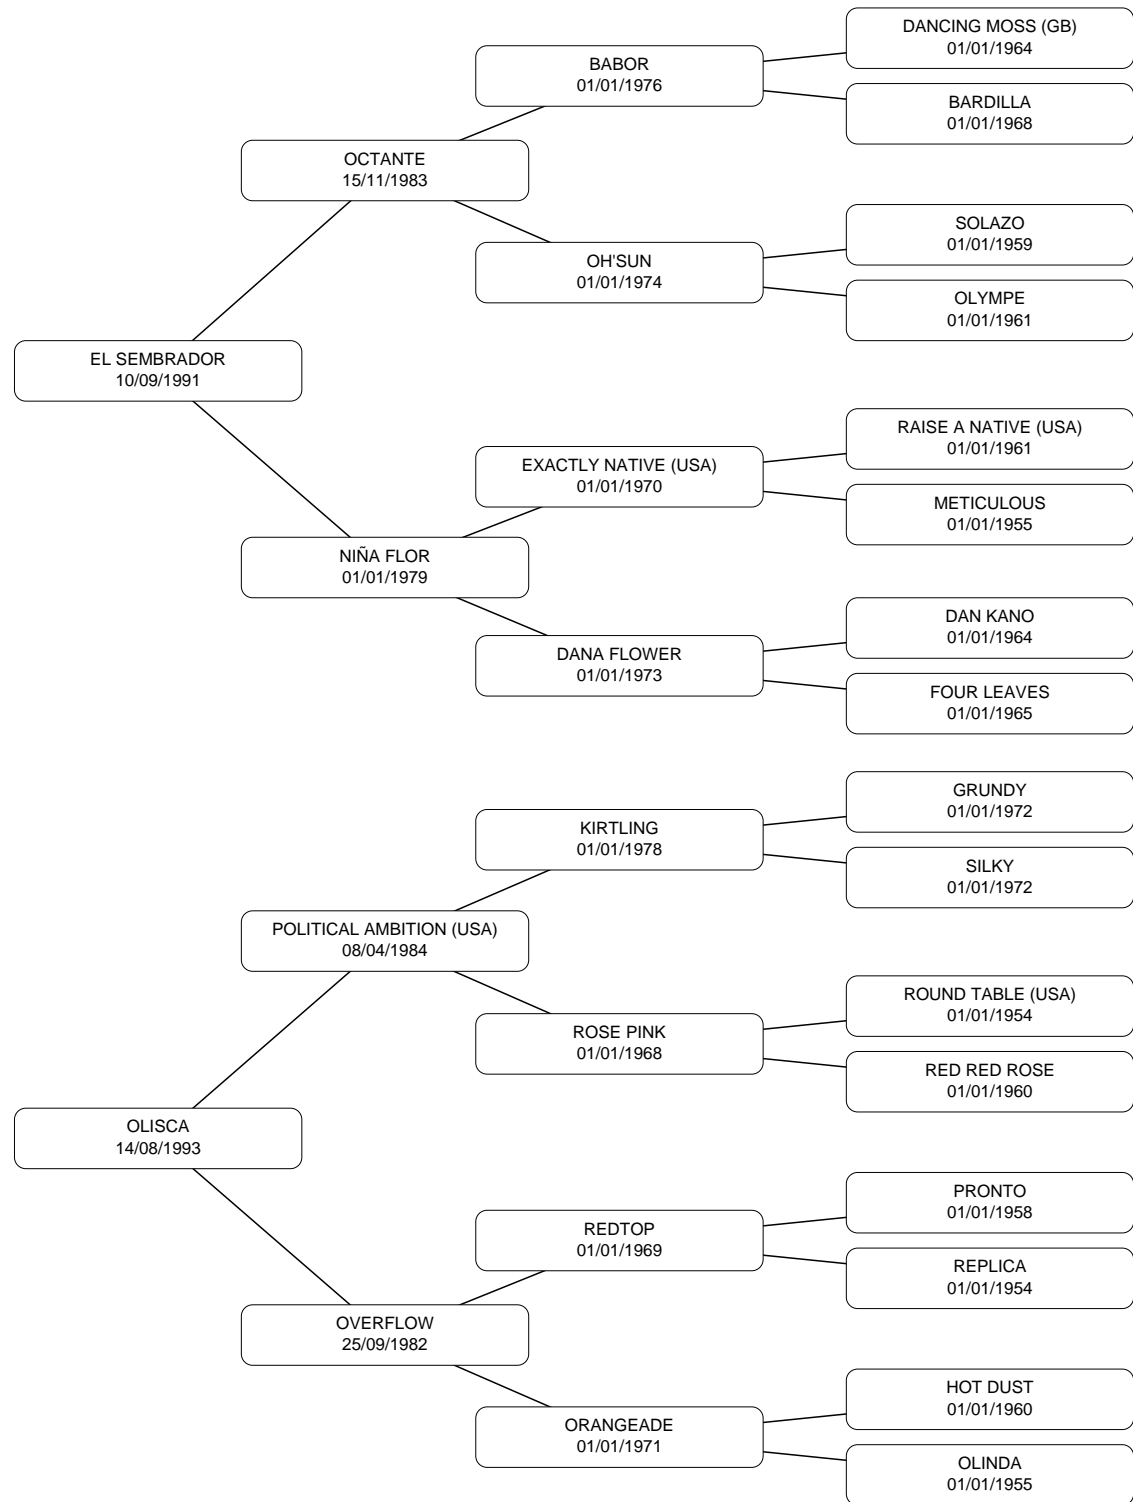 DANCING MOSS (GB)
01/01/1964
BABOR
01/01/1976
BARDILLA
01/01/1968
OCTANTE
15/11/1983
SOLAZO
01/01/1959
OH'SUN
01/01/1974
OLYMPE
01/01/1961
EL SEMBRADOR
10/09/1991
RAISE A NATIVE (USA)
01/01/1961
EXACTLY NATIVE (USA)
01/01/1970
METICULOUS
01/01/1955
NIÑA FLOR
01/01/1979
DAN KANO
01/01/1964
DANA FLOWER
01/01/1973
FOUR LEAVES
01/01/1965
GRUNDY
01/01/1972
KIRTLING
01/01/1978
SILKY
01/01/1972
POLITICAL AMBITION (USA)
08/04/1984
ROUND TABLE (USA)
01/01/1954
ROSE PINK
01/01/1968
RED RED ROSE
01/01/1960
OLISCA
14/08/1993
PRONTO
01/01/1958
REDTOP
01/01/1969
REPLICA
01/01/1954
OVERFLOW
25/09/1982
HOT DUST
01/01/1960
ORANGEADE
01/01/1971
OLINDA
01/01/1955